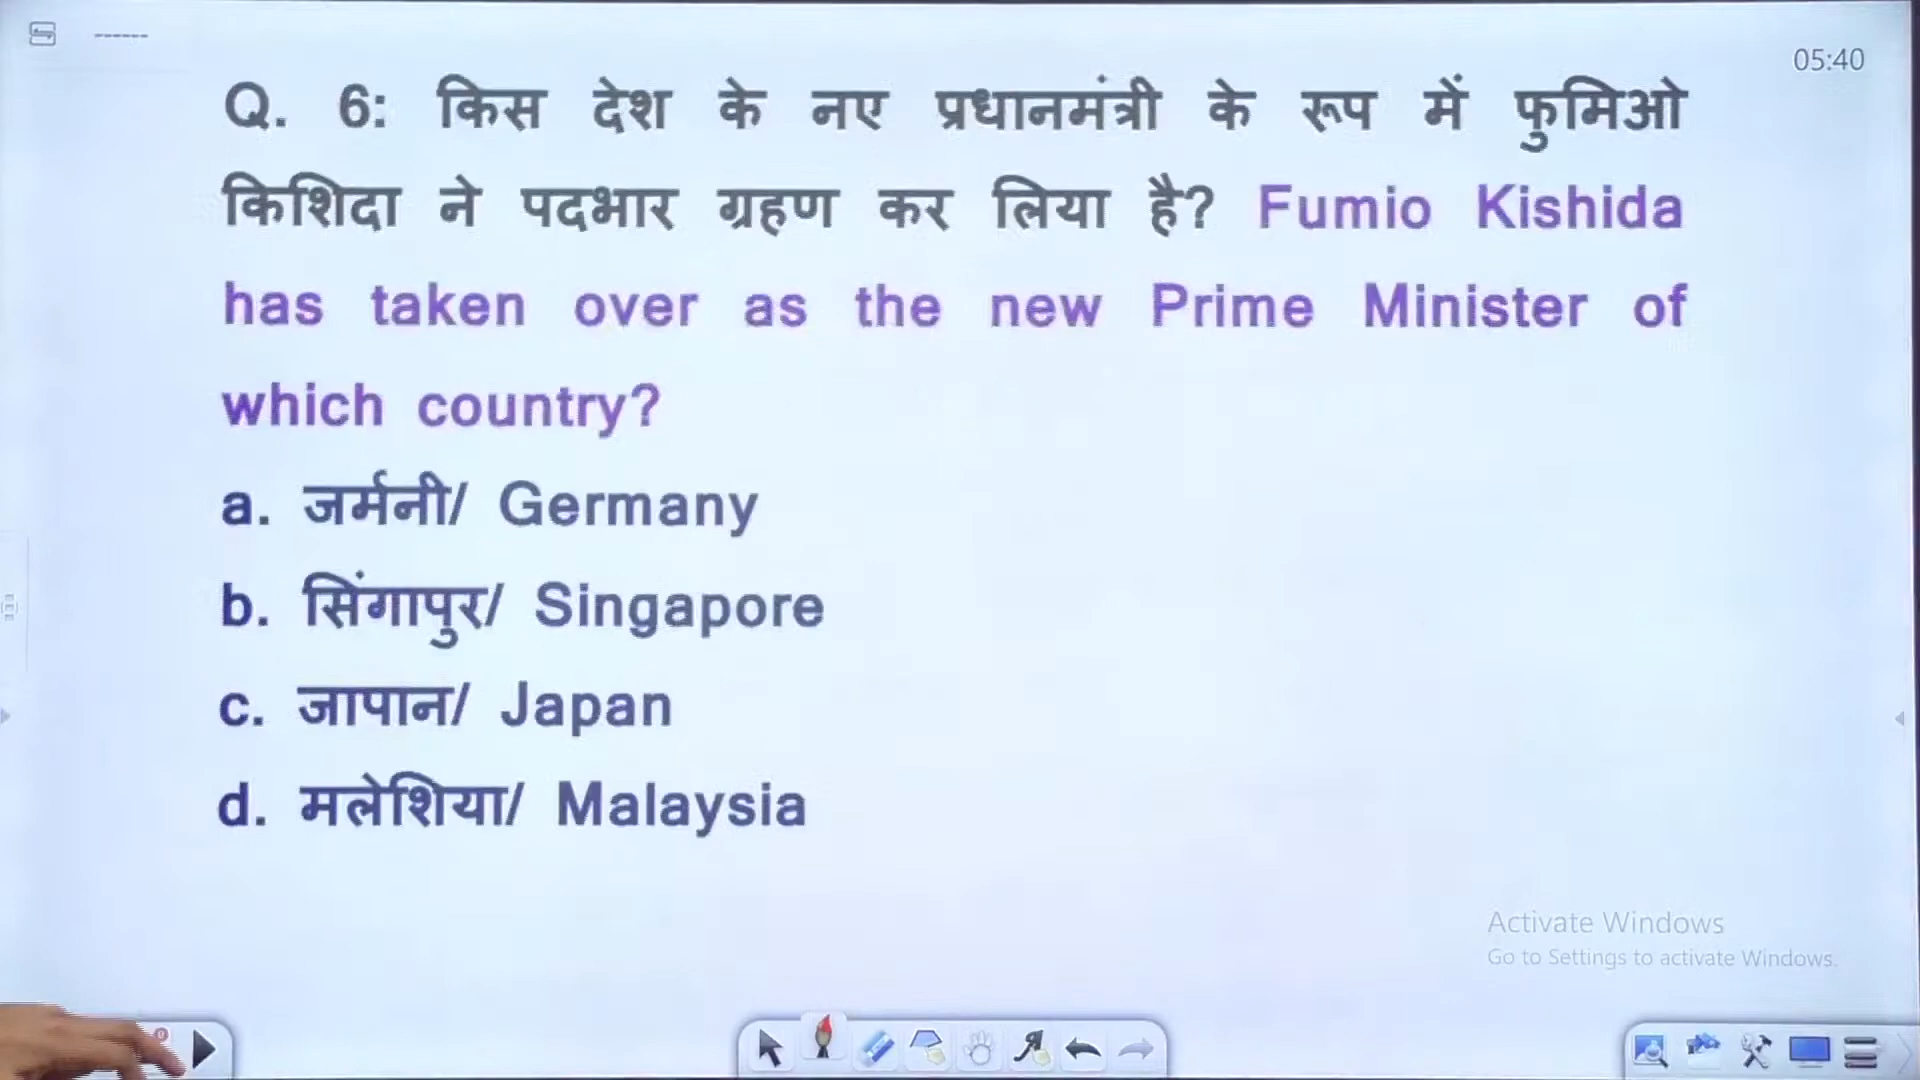 ------
05:40
Q. 6: किस देश के नए प्रधानमंत्री के रूप में फुमिओ
किशिदा ने पदभार ग्रहण कर लिया है? Fumio Kishida
has taken over as the new Prime Minister of
which country?
a. जर्मनी/ Germany
b. सिंगापुर/ Singapore
c. जापान/ Japan
d. मलेशिया/ Malaysia
Activate Windows
Go to Settings to activate Windows.